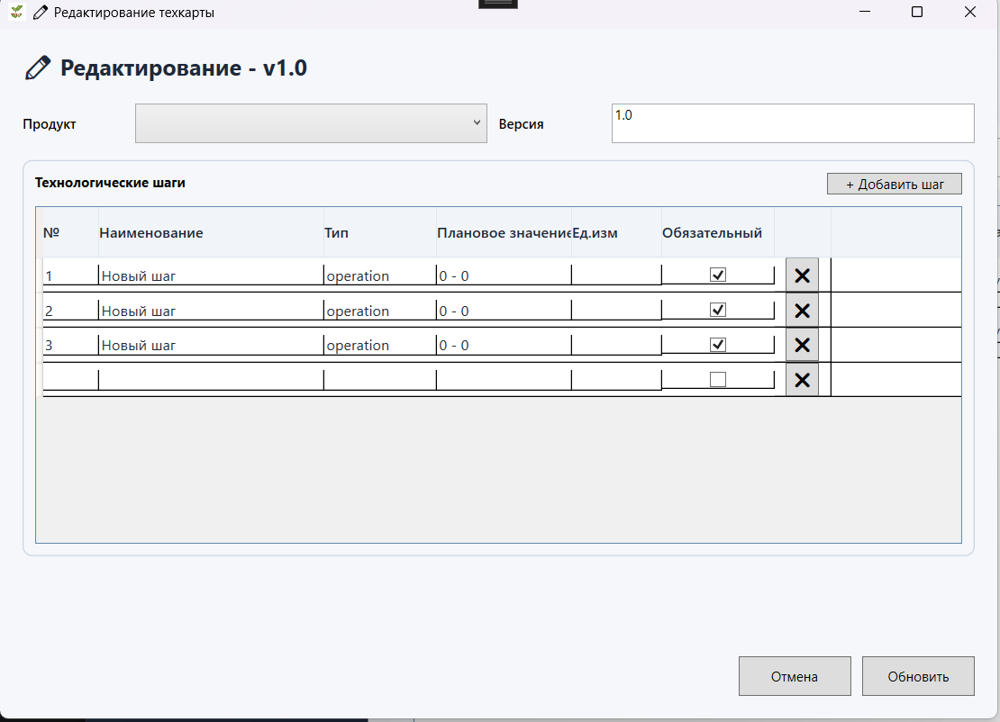 Редактирование техкарты
Редактирование - v1.0
Продукт
Версия
1.0
Технологические шаги
+ Добавить шаг
№ Наименование Тип Плановое значение Ед.изм Обязательный
1 Новый шаг operation 0 - 0
2 Новый шаг operation 0 - 0
3 Новый шаг operation 0 - 0
Отмена
Обновить